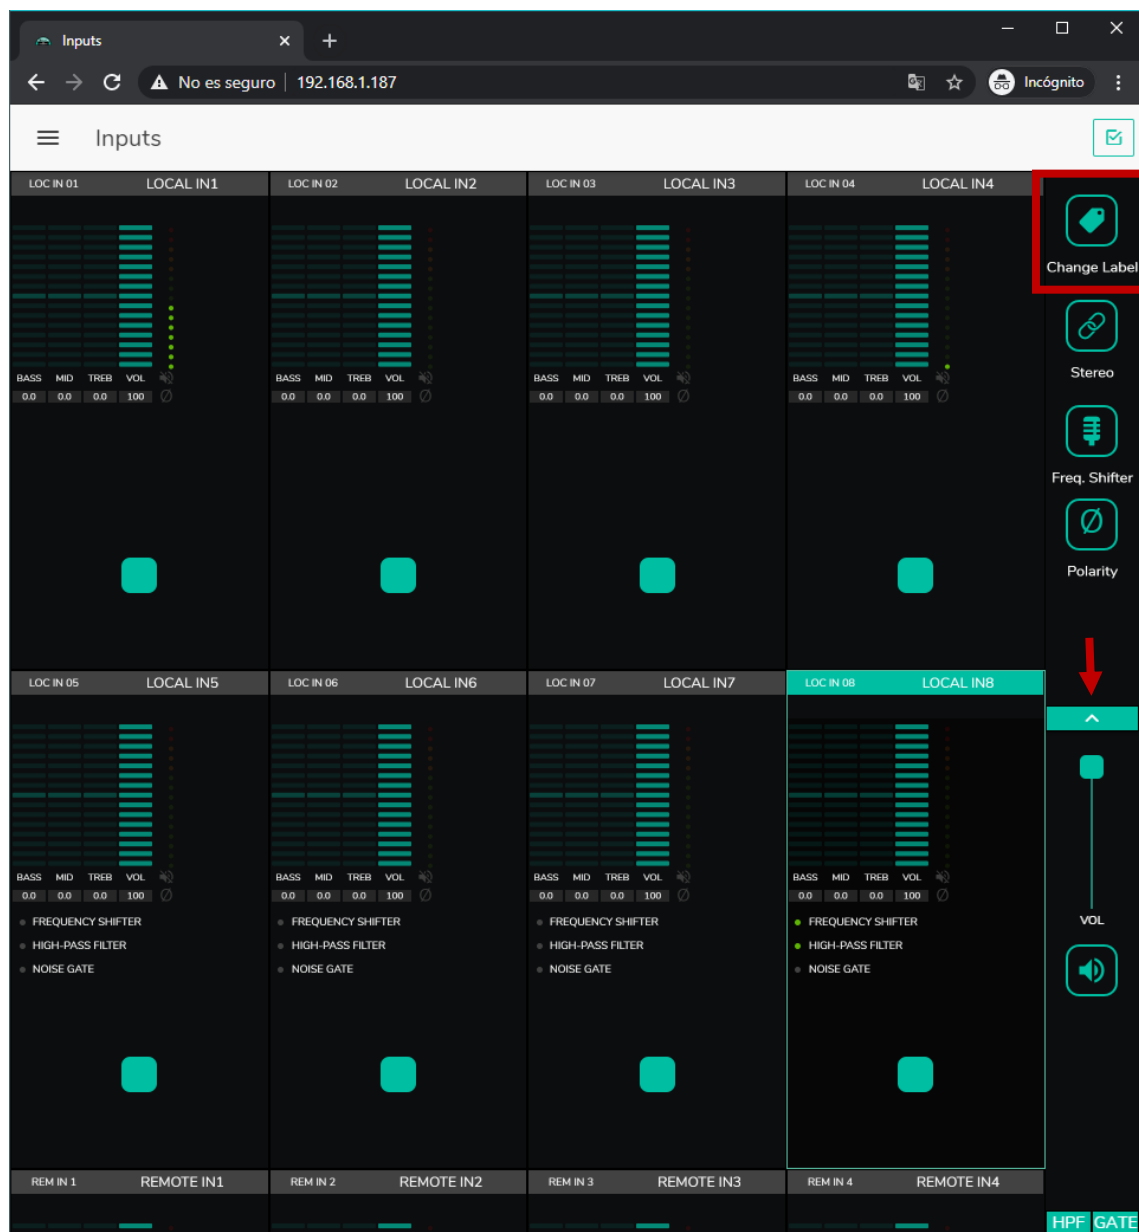 Inputs
No es seguro 192.168.1.187 Incógnito
Inputs
LOC IN 01 LOCAL IN1 LOC IN 02 LOCAL IN2 LOC IN 03 LOCAL IN3 LOC IN 04 LOCAL IN4
Change Label
Stereo
BASS MID TREB VOL BASS MID TREB VOL BASS MID TREB VOL BASS MID TREB VOL
0.0 0.0 0.0 100 0.0 0.0 0.0 100 0.0 0.0 0.0 100 0.0 0.0 0.0 100
Freq. Shifter
Polarity
LOC IN 05 LOCAL IN5 LOC IN 06 LOCAL IN6 LOC IN 07 LOCAL IN7 LOC IN 08 LOCAL IN8
BASS MID TREB VOL BASS MID TREB VOL BASS MID TREB VOL BASS MID TREB VOL
0.0 0.0 0.0 100 0.0 0.0 0.0 100 0.0 0.0 0.0 100 0.0 0.0 0.0 100
FREQUENCY SHIFTER FREQUENCY SHIFTER FREQUENCY SHIFTER FREQUENCY SHIFTER
VOL
HIGH-PASS FILTER HIGH-PASS FILTER HIGH-PASS FILTER HIGH-PASS FILTER
NOISE GATE NOISE GATE NOISE GATE NOISE GATE
REM IN 1 REMOTE IN1 REM IN 2 REMOTE IN2 REM IN 3 REMOTE IN3 REM IN 4 REMOTE IN4
HPF GATE